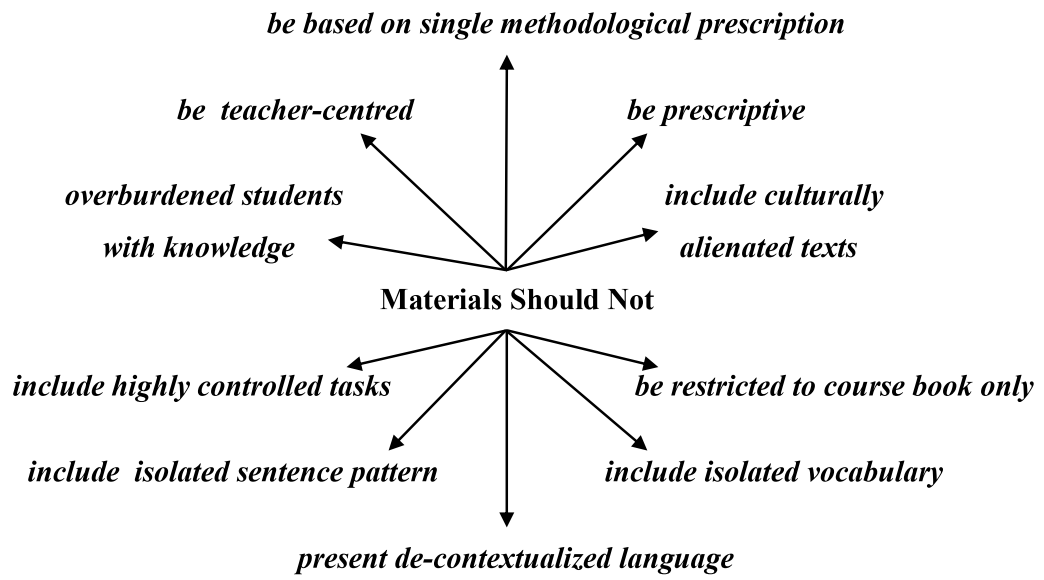 be based on single methodological prescription
be teacher-centred
be prescriptive
overburdened students
with knowledge
include culturally
alienated texts
Materials Should Not
include highly controlled tasks
be restricted to course book only
include isolated sentence pattern
include isolated vocabulary
present de-contextualized language